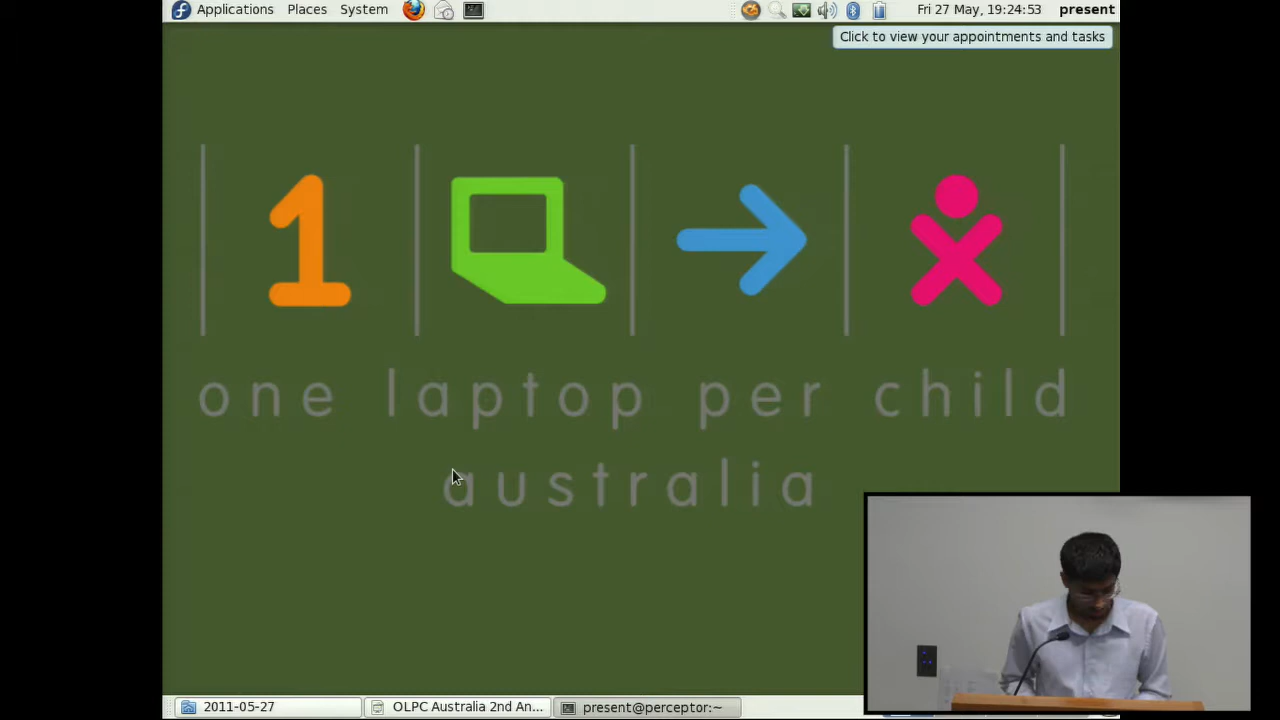 Applications Places System Fri 27 May, 19:24:53 present
Click to view your appointments and tasks
1
one laptop per child
australia
2011-05-27 OLPC Australia 2nd An... present@perceptor:~